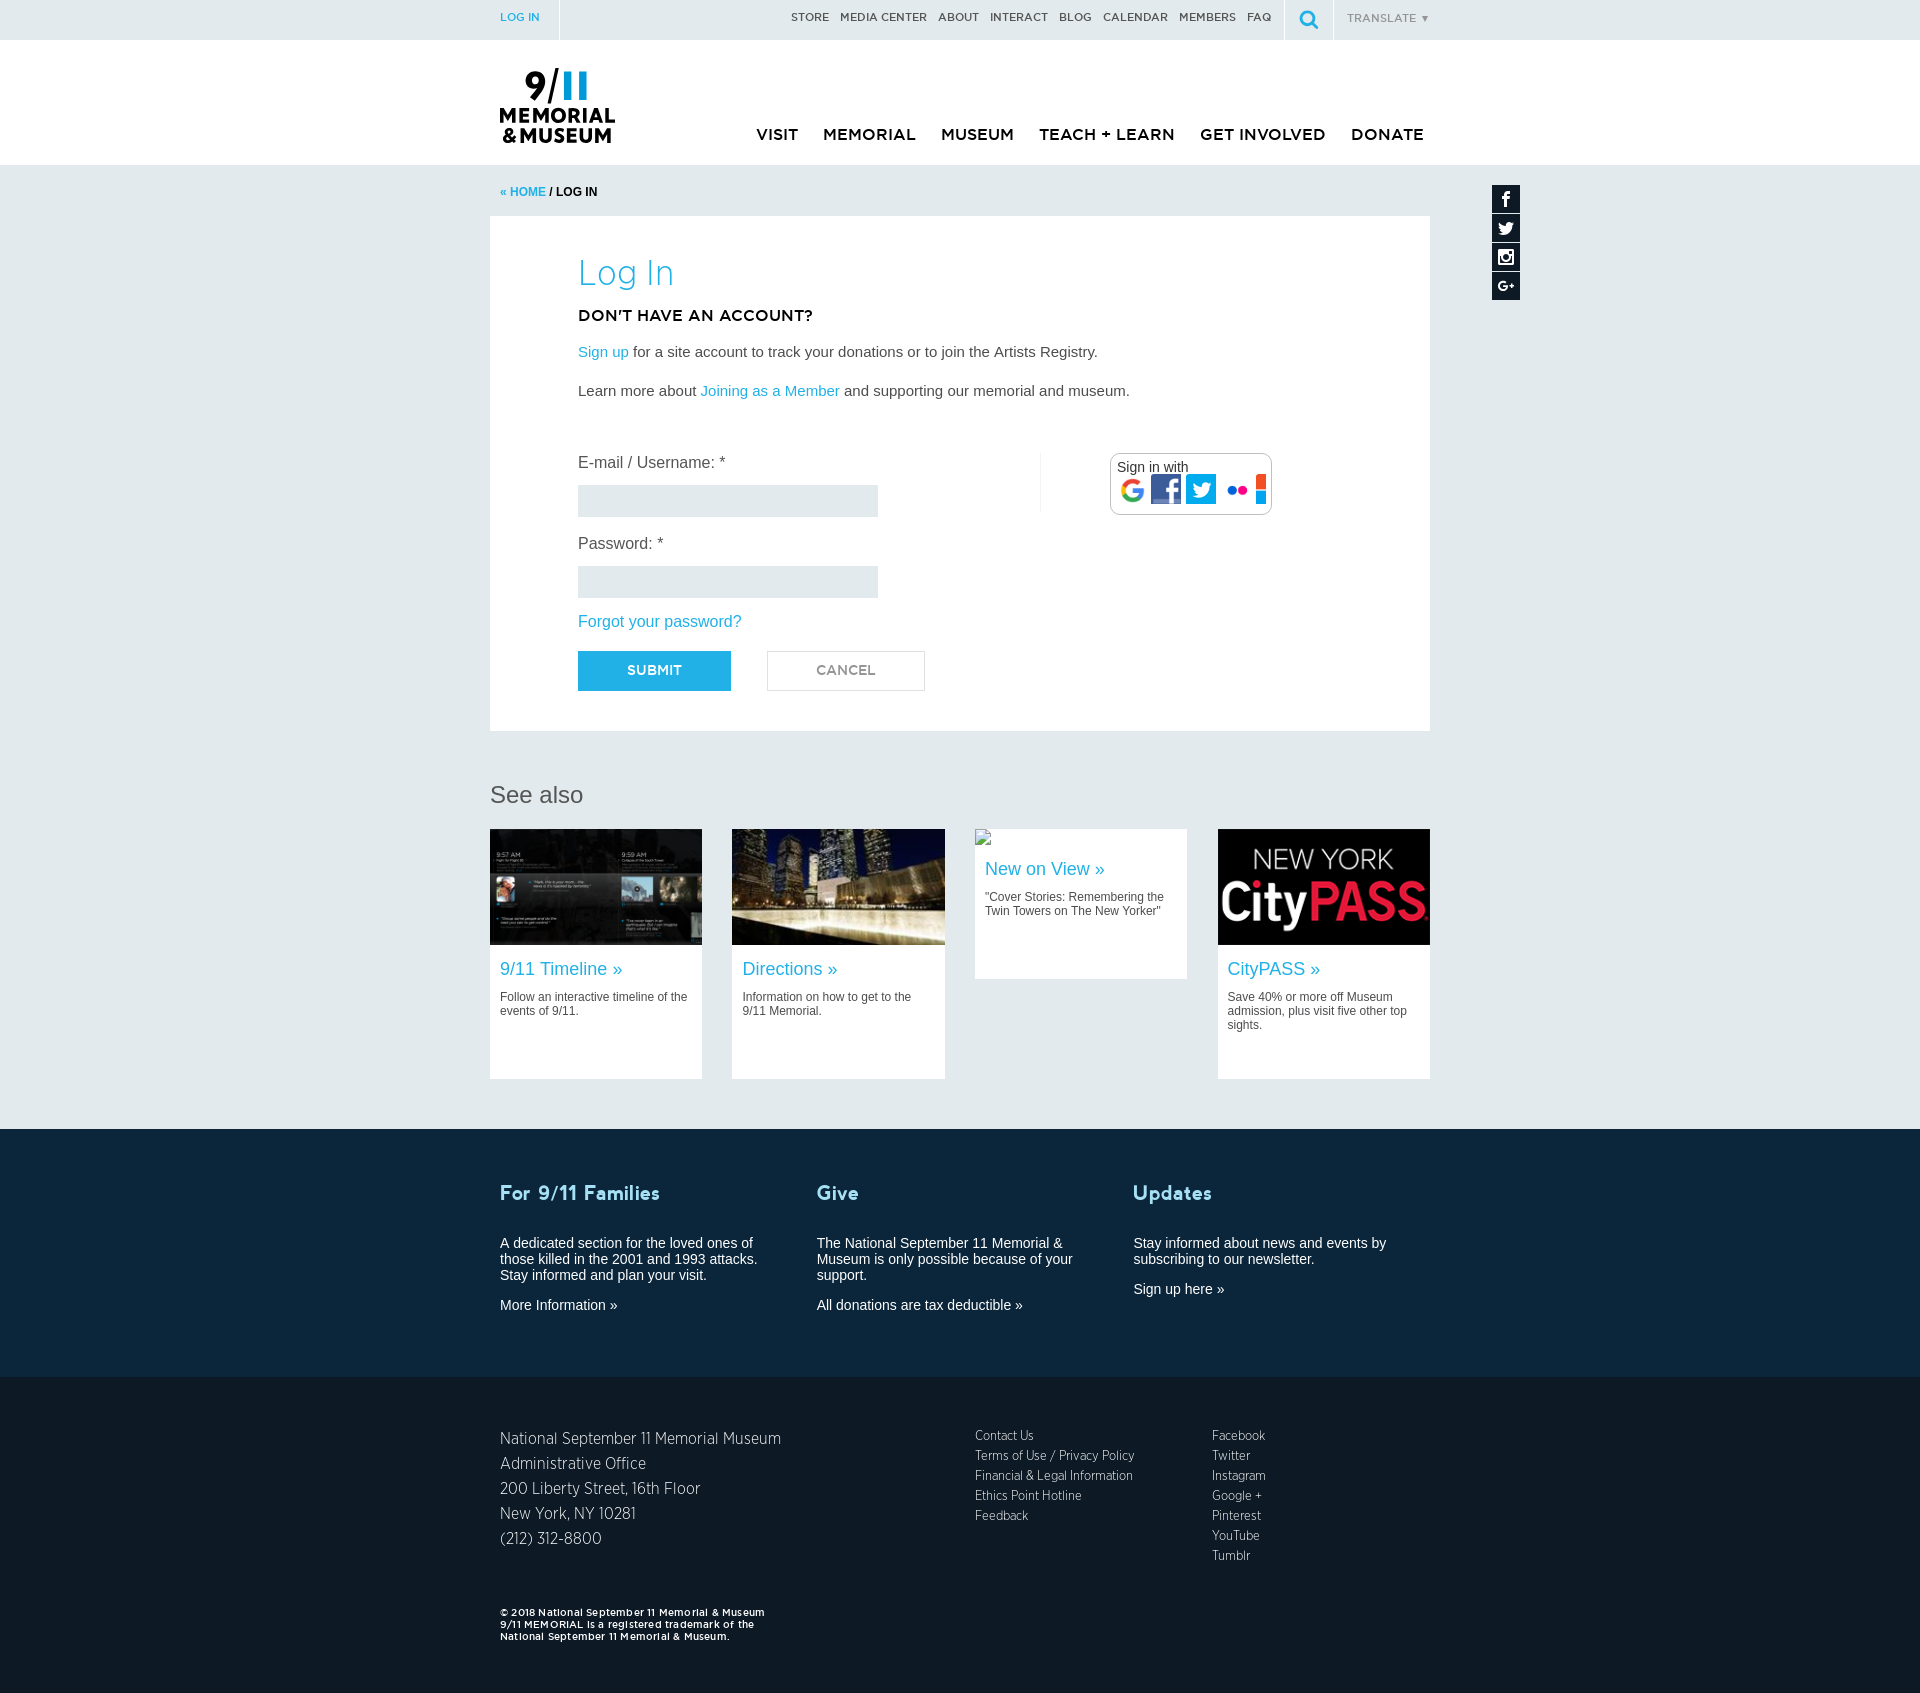 LOG IN
STORE MEDIA CENTER ABOUT INTERACT BLOG CALENDAR MEMBERS FAQ
TRANSLATE ▼
9/11
MEMORIAL
& MUSEUM
VISIT MEMORIAL MUSEUM TEACH + LEARN GET INVOLVED DONATE
« HOME / LOG IN
Log In
DON'T HAVE AN ACCOUNT?
Sign up for a site account to track your donations or to join the Artists Registry.
Learn more about Joining as a Member and supporting our memorial and museum.
E-mail / Username: *
Sign in with
Password: *
Forgot your password?
SUBMIT
CANCEL
See also
9:57 AM
9:59 AM
NEW YORK
CityPASS
9/11 Timeline »
Follow an interactive timeline of the
events of 9/11.
Directions »
Information on how to get to the
9/11 Memorial.
New on View »
"Cover Stories: Remembering the
Twin Towers on The New Yorker"
CityPASS »
Save 40% or more off Museum
admission, plus visit five other top
sights.
For 9/11 Families
A dedicated section for the loved ones of
those killed in the 2001 and 1993 attacks.
Stay informed and plan your visit.
More Information »
Give
The National September 11 Memorial &
Museum is only possible because of your
support.
All donations are tax deductible »
Updates
Stay informed about news and events by
subscribing to our newsletter.
Sign up here »
National September 11 Memorial Museum
Administrative Office
200 Liberty Street, 16th Floor
New York, NY 10281
(212) 312-8800
Contact Us
Terms of Use / Privacy Policy
Financial & Legal Information
Ethics Point Hotline
Feedback
Facebook
Twitter
Instagram
Google +
Pinterest
YouTube
Tumblr
© 2018 National September 11 Memorial & Museum
9/11 MEMORIAL is a registered trademark of the
National September 11 Memorial & Museum.